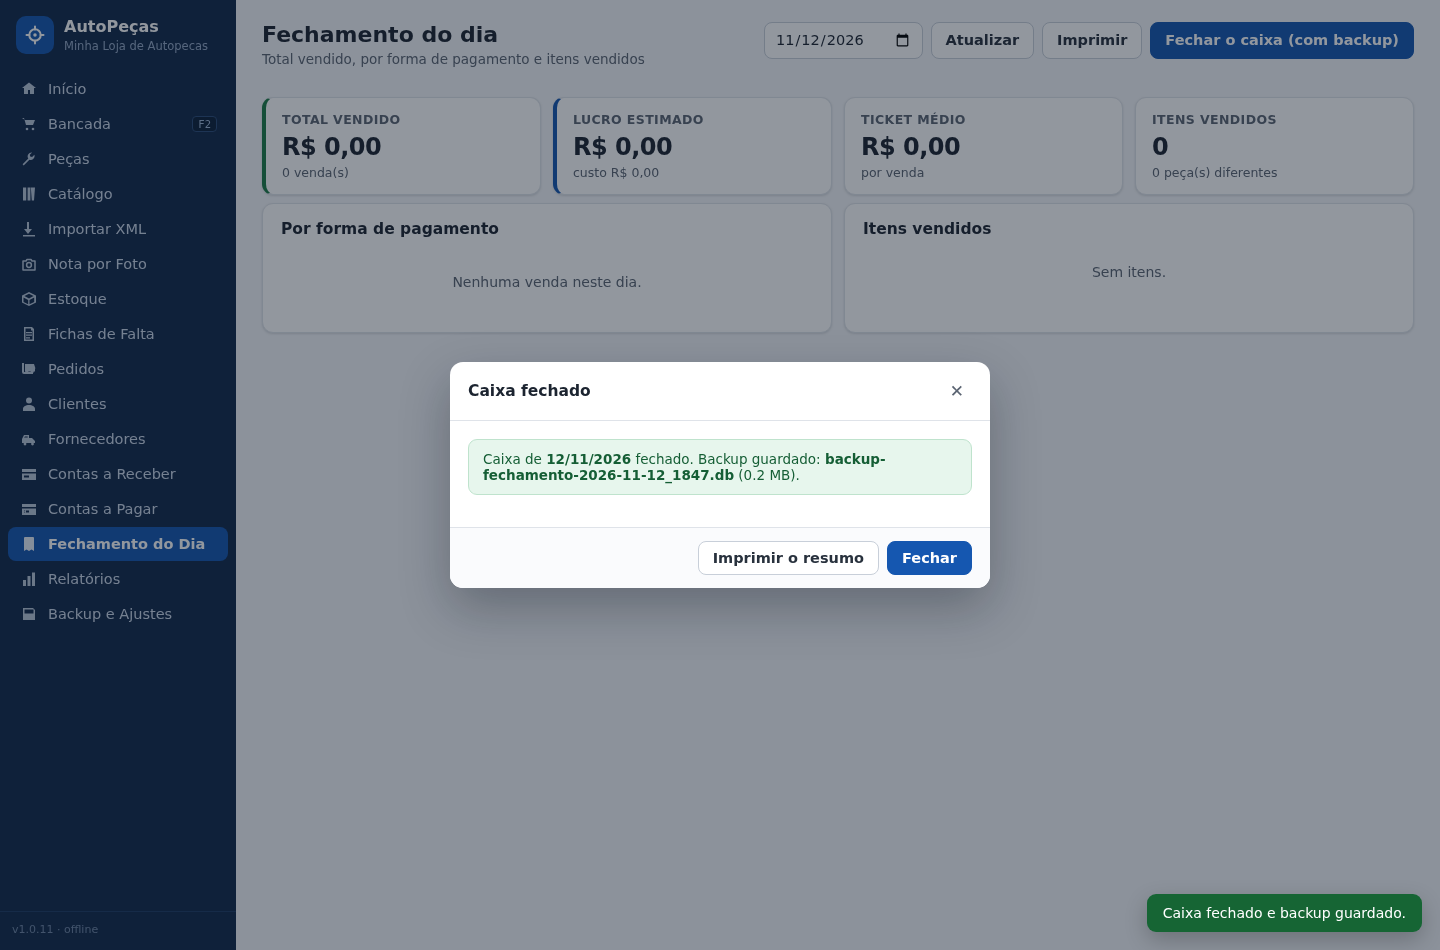 AutoPeças
Minha Loja de Autopecas
Início
Bancada
F2
Peças
Catálogo
Importar XML
Nota por Foto
Estoque
Fichas de Falta
Pedidos
Clientes
Fornecedores
Contas a Receber
Contas a Pagar
Fechamento do Dia
Relatórios
Backup e Ajustes
v1.0.11 · offline
Fechamento do dia
Total vendido, por forma de pagamento e itens vendidos
11/12/2026
Atualizar
Imprimir
Fechar o caixa (com backup)
TOTAL VENDIDO
R$ 0,00
0 venda(s)
LUCRO ESTIMADO
R$ 0,00
custo R$ 0,00
TICKET MÉDIO
R$ 0,00
por venda
ITENS VENDIDOS
0
0 peça(s) diferentes
Por forma de pagamento
Nenhuma venda neste dia.
Itens vendidos
Sem itens.
Caixa fechado
✕
Caixa de 12/11/2026 fechado. Backup guardado: backup-
fechamento-2026-11-12_1847.db (0.2 MB).
Imprimir o resumo
Fechar
Caixa fechado e backup guardado.